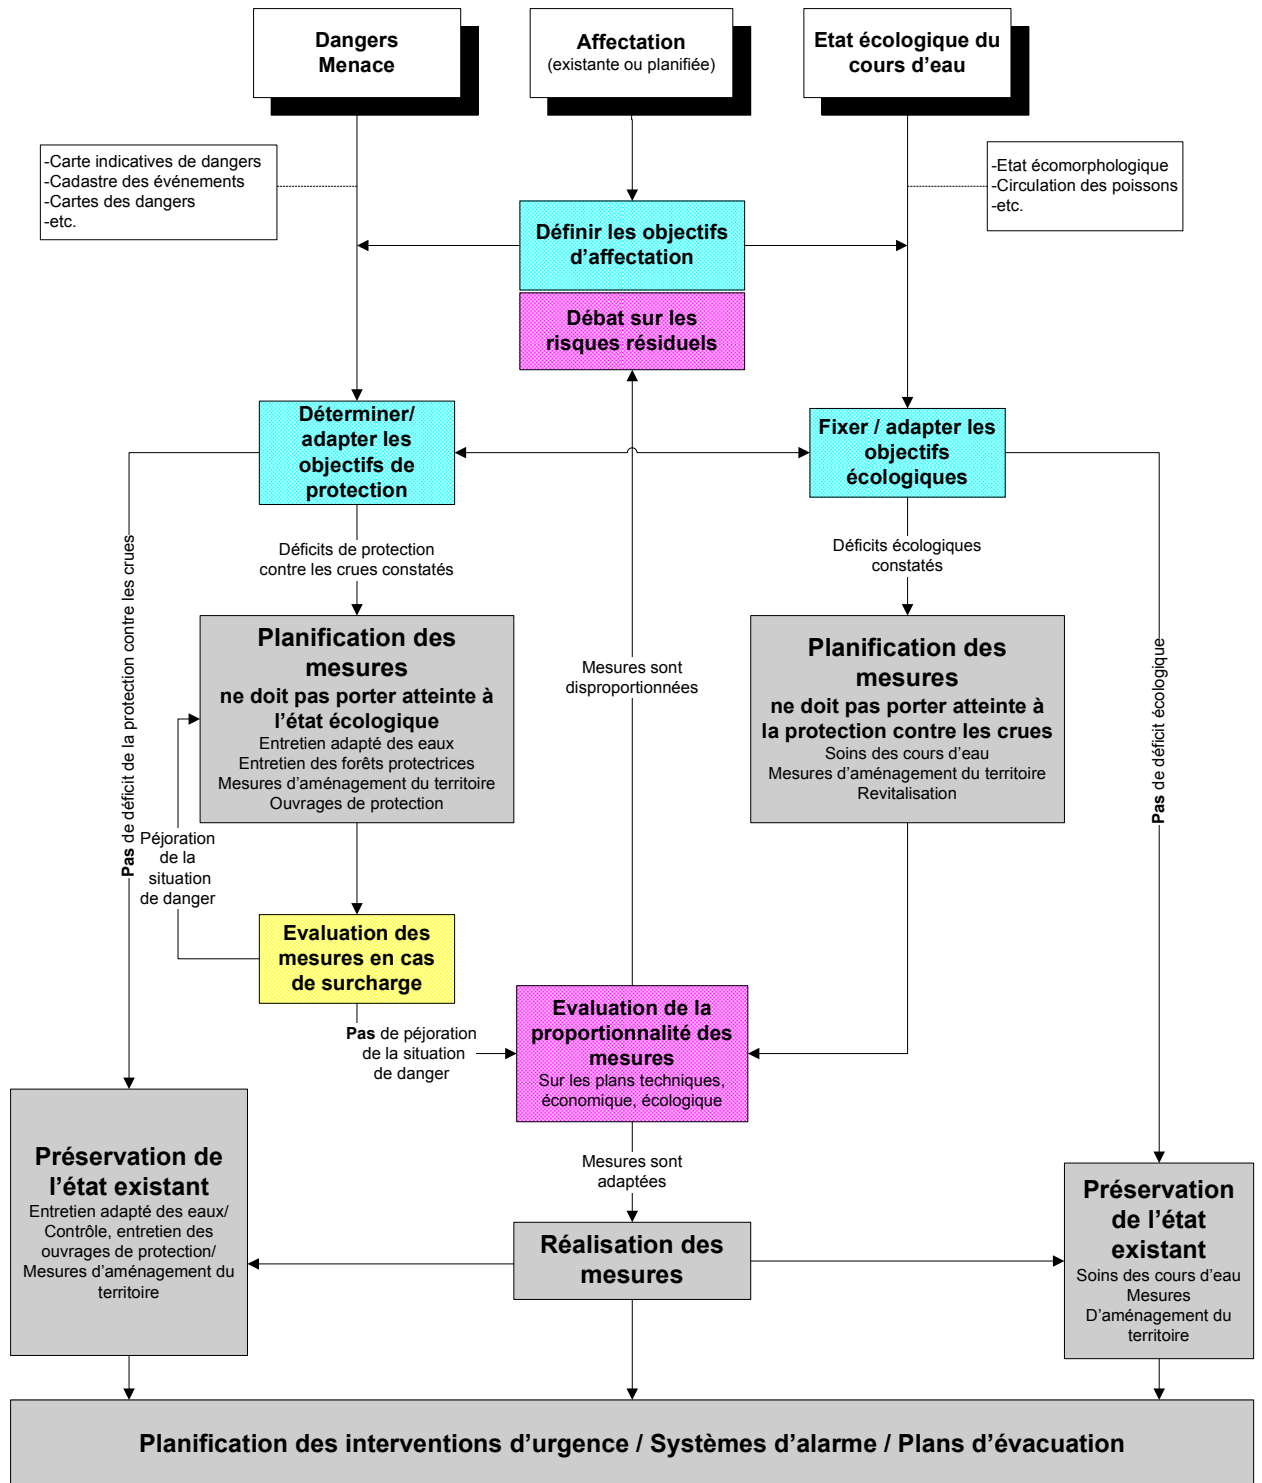 Dangers
Menace
Affectation
(existante ou planifiée)
Etat écologique du
cours d'eau
-Carte indicatives de dangers
-Cadastre des événements
-Cartes des dangers
-etc.
-Etat écomorphologique
-Circulation des poissons
-etc.
Définir les objectifs
d'affectation
Débat sur les
risques résiduels
Déterminer/
adapter les
objectifs de
protection
Fixer / adapter les
objectifs
écologiques
Déficits de protection
contre les crues constatés
Déficits écologiques
constatés
Pas de déficit de la protection contre les crues
Planification des
mesures
ne doit pas porter atteinte à
l'état écologique
Entretien adapté des eaux
Entretien des forêts protectrices
Mesures d'aménagement du territoire
Ouvrages de protection
Mesures sont
disproportionnées
Planification des
mesures
ne doit pas porter atteinte à
la protection contre les crues
Soins des cours d'eau
Mesures d'aménagement du territoire
Revitalisation
Pas de déficit écologique
Péjoration
de la
situation
de danger
Evaluation des
mesures en cas
de surcharge
Pas de péjoration
de la situation
de danger
Evaluation de la
proportionnalité des
mesures
Sur les plans techniques,
économique, écologique
Mesures sont
adaptées
Préservation de
l'état existant
Entretien adapté des eaux/
Contrôle, entretien des
ouvrages de protection/
Mesures d'aménagement du
territoire
Réalisation des
mesures
Préservation
de l'état
existant
Soins des cours d'eau
Mesures
D'aménagement du
territoire
Planification des interventions d'urgence / Systèmes d'alarme / Plans d'évacuation